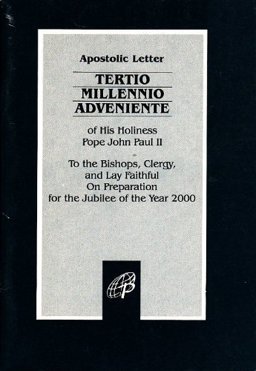 Apostolic Letter
TERTIO
MILLENNIO
ADVENIENTE
of His Holiness
Pope John Paul II
To the Bishops, Clergy,
and Lay Faithful
On Preparation
for the Jubilee of the Year 2000
P